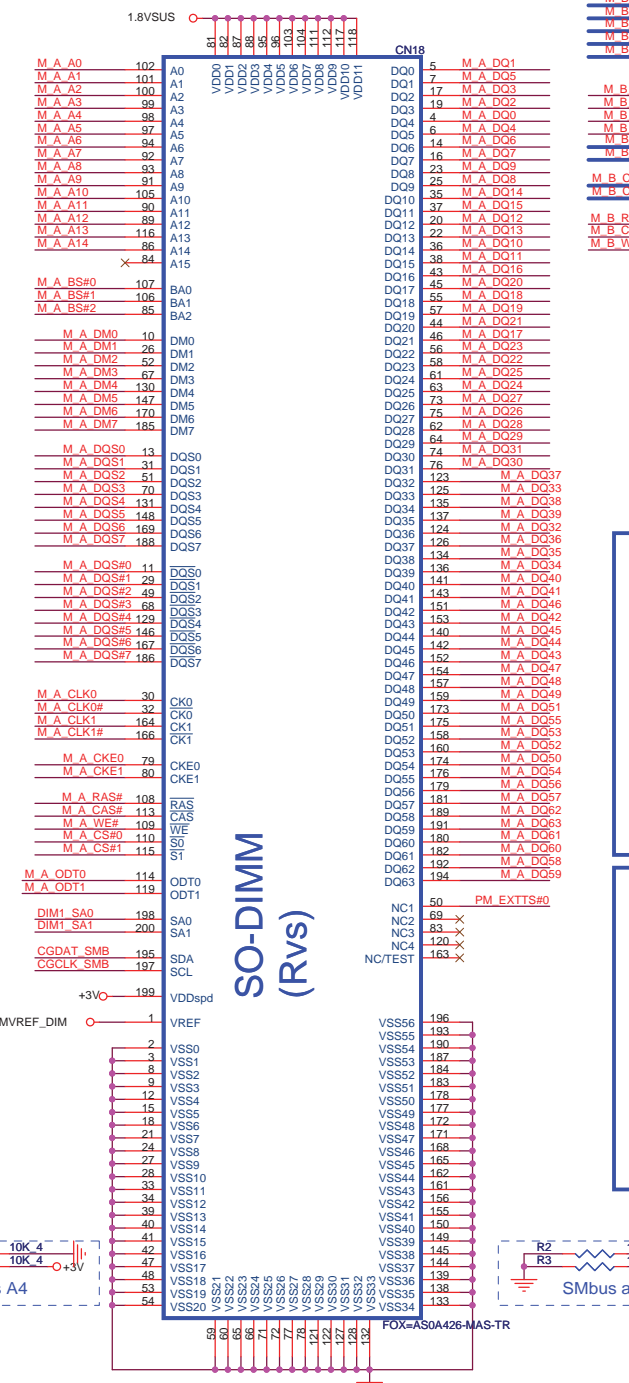 1.8VSUS
81 82 87 88 95 96 103 104 111 112 117 118
CN18
VDD0 VDD1 VDD2 VDD3 VDD4 VDD5 VDD6 VDD7 VDD8 VDD9 VDD10 VDD11
M_A_A0 102 A0
M_A_A1 101 A1
M_A_A2 100 A2
M_A_A3 99 A3
M_A_A4 98 A4
M_A_A5 97 A5
M_A_A6 94 A6
M_A_A7 92 A7
M_A_A8 93 A8
M_A_A9 91 A9
M_A_A10 105 A10
M_A_A11 90 A11
M_A_A12 89 A12
M_A_A13 116 A13
M_A_A14 86 A14
84 A15
M_A_BS#0 107 BA0
M_A_BS#1 106 BA1
M_A_BS#2 85 BA2
M_A_DM0 10 DM0
M_A_DM1 26 DM1
M_A_DM2 52 DM2
M_A_DM3 67 DM3
M_A_DM4 130 DM4
M_A_DM5 147 DM5
M_A_DM6 170 DM6
M_A_DM7 185 DM7
M_A_DQS0 13 DQS0
M_A_DQS1 31 DQS1
M_A_DQS2 51 DQS2
M_A_DQS3 70 DQS3
M_A_DQS4 131 DQS4
M_A_DQS5 148 DQS5
M_A_DQS6 169 DQS6
M_A_DQS7 188 DQS7
M_A_DQS#0 11 DQS0
M_A_DQS#1 29 DQS1
M_A_DQS#2 49 DQS2
M_A_DQS#3 68 DQS3
M_A_DQS#4 129 DQS4
M_A_DQS#5 146 DQS5
M_A_DQS#6 167 DQS6
M_A_DQS#7 186 DQS7
M_A_CLK0 30 CK0
M_A_CLK0# 32 CK0
M_A_CLK1 164 CK1
M_A_CLK1# 166 CK1
M_A_CKE0 79 CKE0
M_A_CKE1 80 CKE1
M_A_RAS# 108 RAS
M_A_CAS# 113 CAS
M_A_WE# 109 WE
M_A_CS#0 110 S0
M_A_CS#1 115 S1
M_A_ODT0 114 ODT0
M_A_ODT1 119 ODT1
DIM1_SA0 198 SA0
DIM1_SA1 200 SA1
CGDAT_SMB 195 SDA
CGCLK_SMB 197 SCL
+3V 199 VDDspd
MVREF_DIM 1 VREF
2 VSS0
3 VSS1
8 VSS2
9 VSS3
12 VSS4
15 VSS5
18 VSS6
21 VSS7
24 VSS8
27 VSS9
28 VSS10
33 VSS11
34 VSS12
39 VSS13
40 VSS14
41 VSS15
42 VSS16
47 VSS17
48 VSS18
53 VSS19
54 VSS20
SO-DIMM
(Rvs)
DQ0 5 M_A_DQ1
DQ1 7 M_A_DQ5
DQ2 17 M_A_DQ3
DQ3 19 M_A_DQ2
DQ4 4 M_A_DQ0
DQ5 6 M_A_DQ4
DQ6 14 M_A_DQ6
DQ7 16 M_A_DQ7
DQ8 23 M_A_DQ9
DQ9 25 M_A_DQ8
DQ10 35 M_A_DQ14
DQ11 37 M_A_DQ15
DQ12 20 M_A_DQ12
DQ13 22 M_A_DQ13
DQ14 36 M_A_DQ10
DQ15 38 M_A_DQ11
DQ16 43 M_A_DQ16
DQ17 45 M_A_DQ20
DQ18 55 M_A_DQ18
DQ19 57 M_A_DQ19
DQ20 44 M_A_DQ21
DQ21 46 M_A_DQ17
DQ22 56 M_A_DQ23
DQ23 58 M_A_DQ22
DQ24 61 M_A_DQ25
DQ25 63 M_A_DQ24
DQ26 73 M_A_DQ27
DQ27 75 M_A_DQ26
DQ28 62 M_A_DQ28
DQ29 64 M_A_DQ29
DQ30 74 M_A_DQ31
DQ31 76 M_A_DQ30
DQ32 123 M_A_DQ37
DQ33 125 M_A_DQ33
DQ34 135 M_A_DQ38
DQ35 137 M_A_DQ39
DQ36 124 M_A_DQ32
DQ37 126 M_A_DQ36
DQ38 134 M_A_DQ35
DQ39 136 M_A_DQ34
DQ40 141 M_A_DQ40
DQ41 143 M_A_DQ41
DQ42 151 M_A_DQ46
DQ43 153 M_A_DQ42
DQ44 140 M_A_DQ45
DQ45 142 M_A_DQ44
DQ46 152 M_A_DQ43
DQ47 154 M_A_DQ47
DQ48 157 M_A_DQ48
DQ49 159 M_A_DQ49
DQ50 173 M_A_DQ51
DQ51 175 M_A_DQ55
DQ52 158 M_A_DQ53
DQ53 160 M_A_DQ52
DQ54 174 M_A_DQ50
DQ55 176 M_A_DQ54
DQ56 179 M_A_DQ56
DQ57 181 M_A_DQ57
DQ58 189 M_A_DQ62
DQ59 191 M_A_DQ63
DQ60 180 M_A_DQ61
DQ61 182 M_A_DQ60
DQ62 192 M_A_DQ58
DQ63 194 M_A_DQ59
NC1 50 PM_EXTTS#0
NC2 69
NC3 83
NC4 120
NC/TEST 163
VSS56 196
VSS55 193
VSS54 190
VSS53 187
VSS52 184
VSS51 183
VSS50 178
VSS49 177
VSS48 172
VSS47 171
VSS46 168
VSS45 165
VSS44 162
VSS43 161
VSS42 156
VSS41 155
VSS40 150
VSS39 149
VSS38 145
VSS37 144
VSS36 139
VSS35 138
VSS34 133
VSS21 VSS22 VSS23 VSS24 VSS25 VSS26 VSS27 VSS28 VSS29 VSS30 VSS31 VSS32 VSS33
FOX=AS0A426-MAS-TR
59 60 65 66 71 72 77 78 121 122 127 128 132
10K_4
10K_4
+3V
A4
R2
R3
SMbus a
M_B
M_B
M_B
M_B
M_B
M_B
M_B
M_B
M_B
M_B
M_B
M_B_C
M_B_C
M_B_R
M_B_C
M_B_W